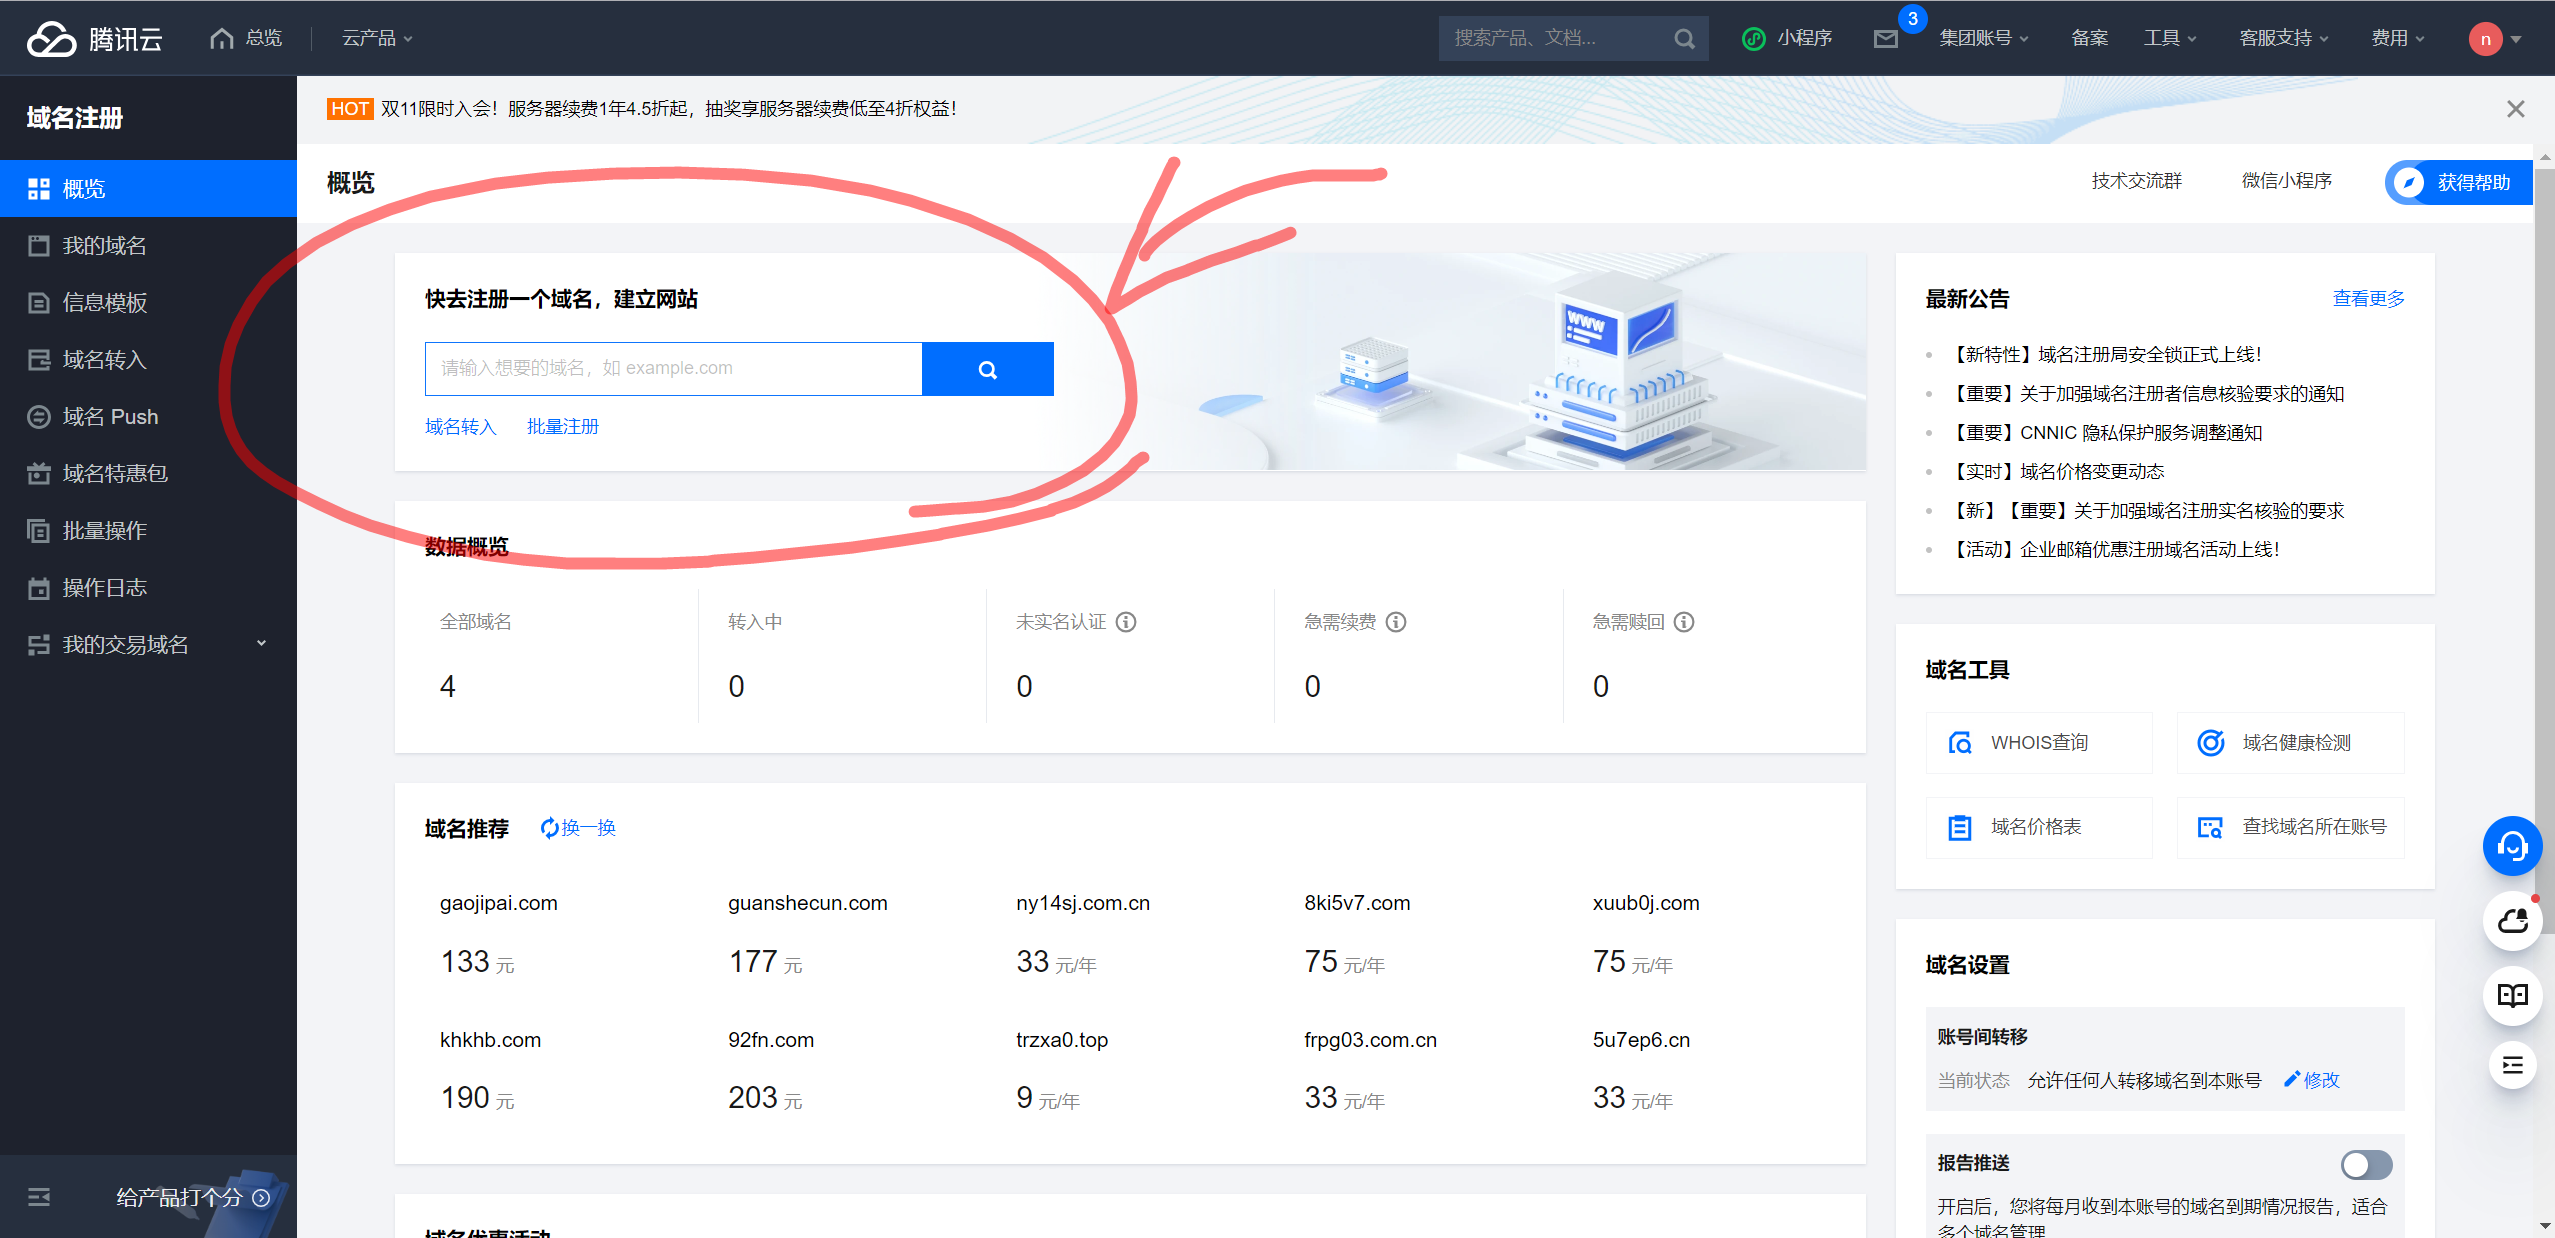 腾讯云
总览
云产品
搜索产品、文档...
小程序
3
集团账号
备案
工具
客服支持
费用
n
域名注册
概览
我的域名
信息模板
域名转入
域名 Push
域名特惠包
批量操作
操作日志
我的交易域名
给产品打个分
HOT 双11限时入会！服务器续费1年4.5折起，抽奖享服务器续费低至4折权益！
概览
技术交流群
微信小程序
获得帮助
快去注册一个域名，建立网站
请输入想要的域名，如 example.com
域名转入
批量注册
WWW
数据概览
全部域名
转入中
未实名认证
急需续费
急需赎回
4
0
0
0
0
域名推荐
换一换
gaojipai.com
guanshecun.com
ny14sj.com.cn
8ki5v7.com
xuub0j.com
133 元
177 元
33 元/年
75 元/年
75 元/年
khkhb.com
92fn.com
trzxa0.top
frpg03.com.cn
5u7ep6.cn
190 元
203 元
9 元/年
33 元/年
33 元/年
域名优惠活动
最新公告
查看更多
【新特性】域名注册局安全锁正式上线！
【重要】关于加强域名注册者信息核验要求的通知
【重要】CNNIC 隐私保护服务调整通知
【实时】域名价格变更动态
【新】【重要】关于加强域名注册实名核验的要求
【活动】企业邮箱优惠注册域名活动上线！
域名工具
WHOIS查询
域名健康检测
域名价格表
查找域名所在账号
域名设置
账号间转移
当前状态 允许任何人转移域名到本账号 修改
报告推送
开启后，您将每月收到本账号的域名到期情况报告，适合
多个域名管理